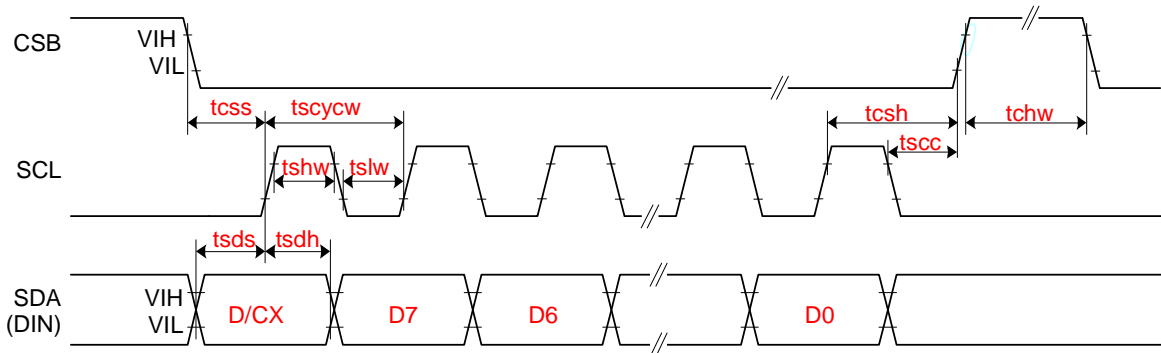 CSB
VIH
VIL
tcss
tscycw
tcsh
tchw
tscc
SCL
tshw
tslw
tsds
tsdh
SDA
(DIN)
VIH
VIL
D/CX
D7
D6
D0